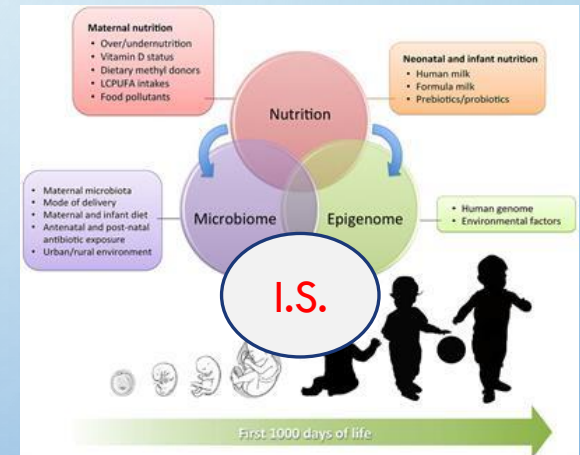 Maternal nutrition
• Over/undernutrition
• Vitamin D status
• Dietary methyl donors
• LCPUFA intakes
• Food pollutants
Neonatal and infant nutrition
• Human milk
• Formula milk
• Prebiotics/probiotics
Nutrition
• Maternal microbiota
• Mode of delivery
• Maternal and infant diet
• Antenatal and post-natal
antibiotic exposure
• Urban/rural environment
Microbiome
Epigenome
• Human genome
• Environmental factors
I.S.
First 1000 days of life